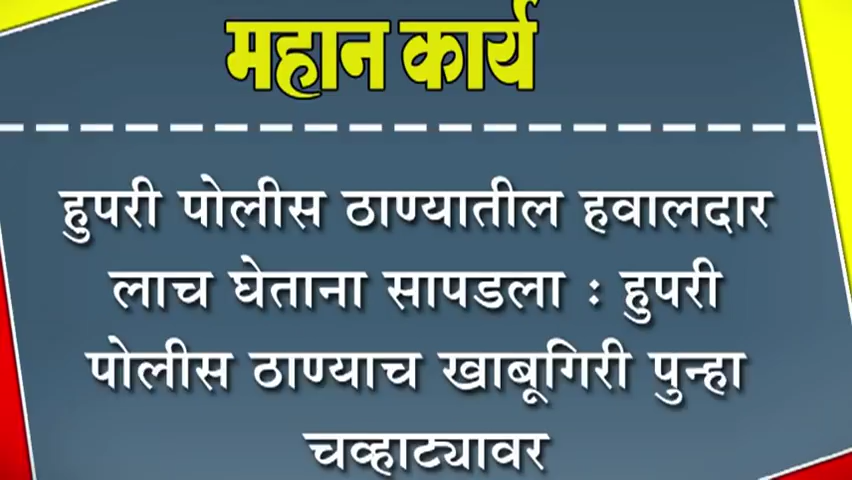 महान कार्य
हुपरी पोलीस ठाण्यातील हवालदार
लाच घेताना सापडला : हुपरी
पोलीस ठाण्याच खाबूगिरी पुन्हा
चव्हाट्यावर